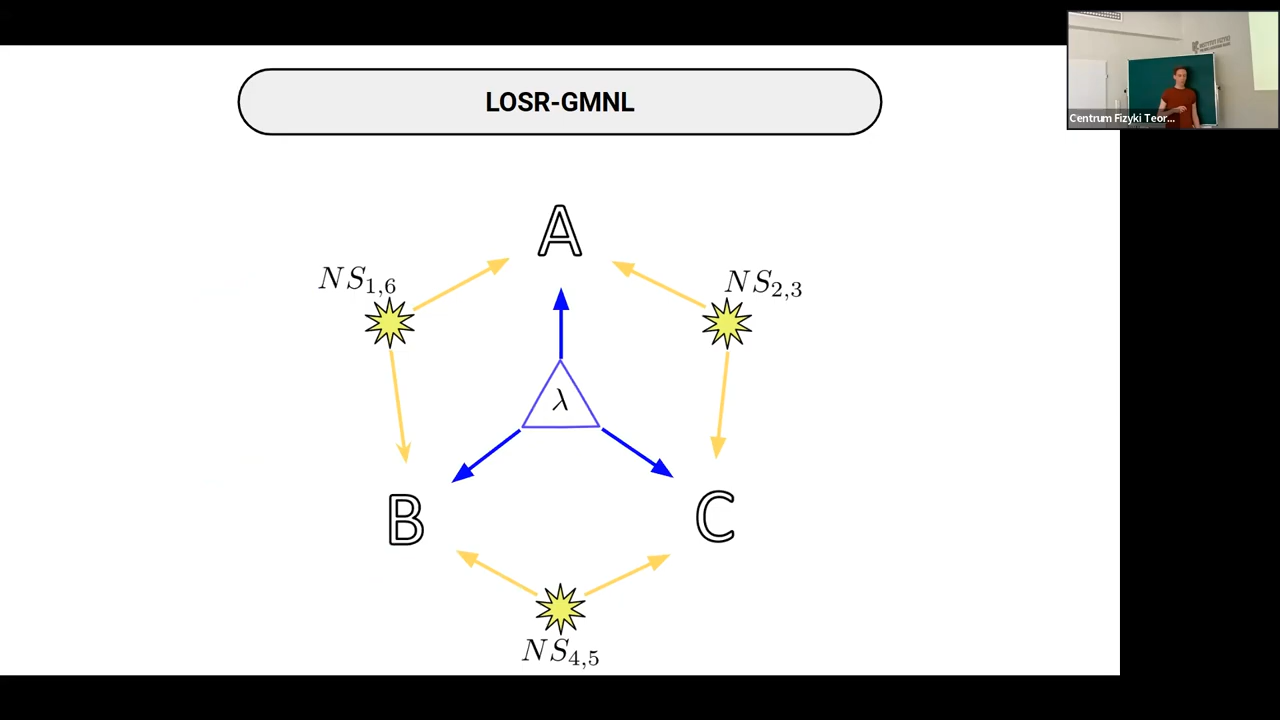 LOSR-GMNL
A
NS₁,₆
NS₂,₃
λ
B
C
NS₄,₅
Centrum Fizyki Teor...